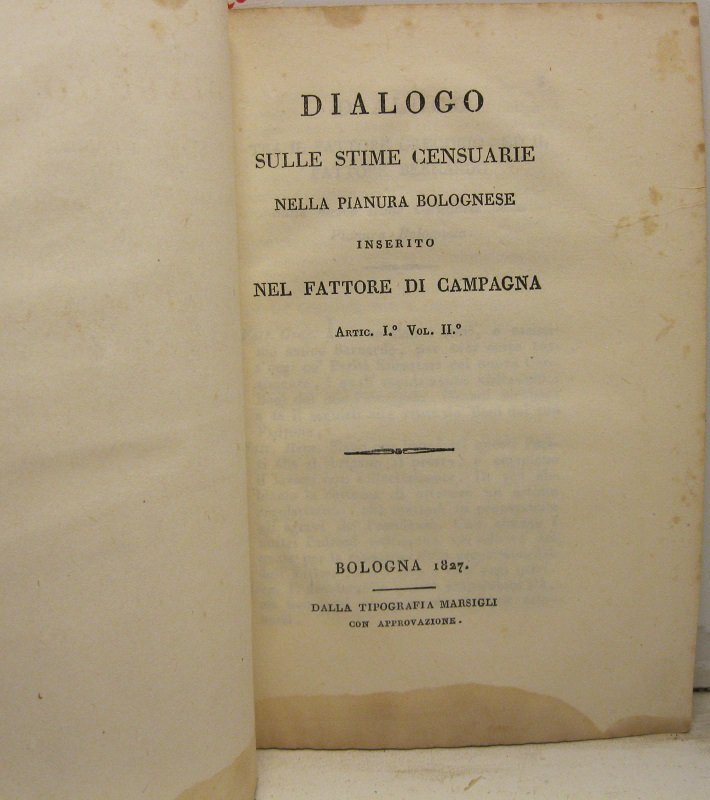 DIALOGO
SULLE STIME CENSUARIE
NELLA PIANURA BOLOGNESE
INSERITO
NEL FATTORE DI CAMPAGNA
ARTIC. I.º VOL. II.º
BOLOGNA 1827.
DALLA TIPOGRAFIA MARSIGLI
CON APPROVAZIONE.